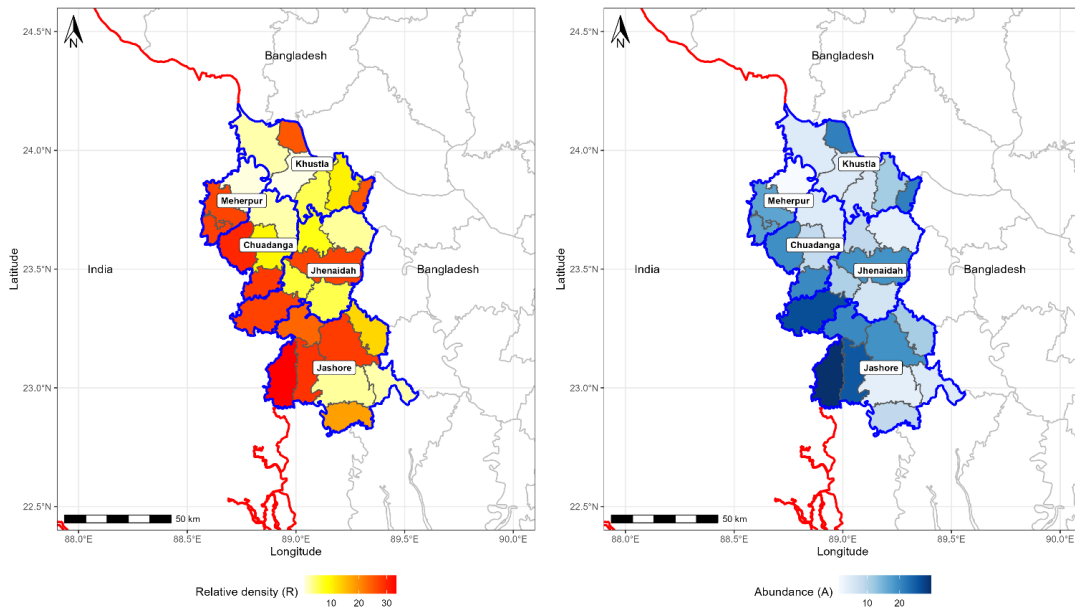 24.5°N
24.0°N
23.5°N
23.0°N
22.5°N
Latitude
N
Bangladesh
Khustia
Meherpur
Chuadanga
India
Jhenaidah
Bangladesh
Jashore
50 km
88.0°E
88.5°E
89.0°E
89.5°E
90.0°E
Longitude
Relative density (R)
10 20 30
24.5°N
24.0°N
23.5°N
23.0°N
22.5°N
Latitude
N
Bangladesh
Khustia
Meherpur
Chuadanga
India
Jhenaidah
Bangladesh
Jashore
50 km
88.0°E
88.5°E
89.0°E
89.5°E
90.0°E
Longitude
Abundance (A)
10 20